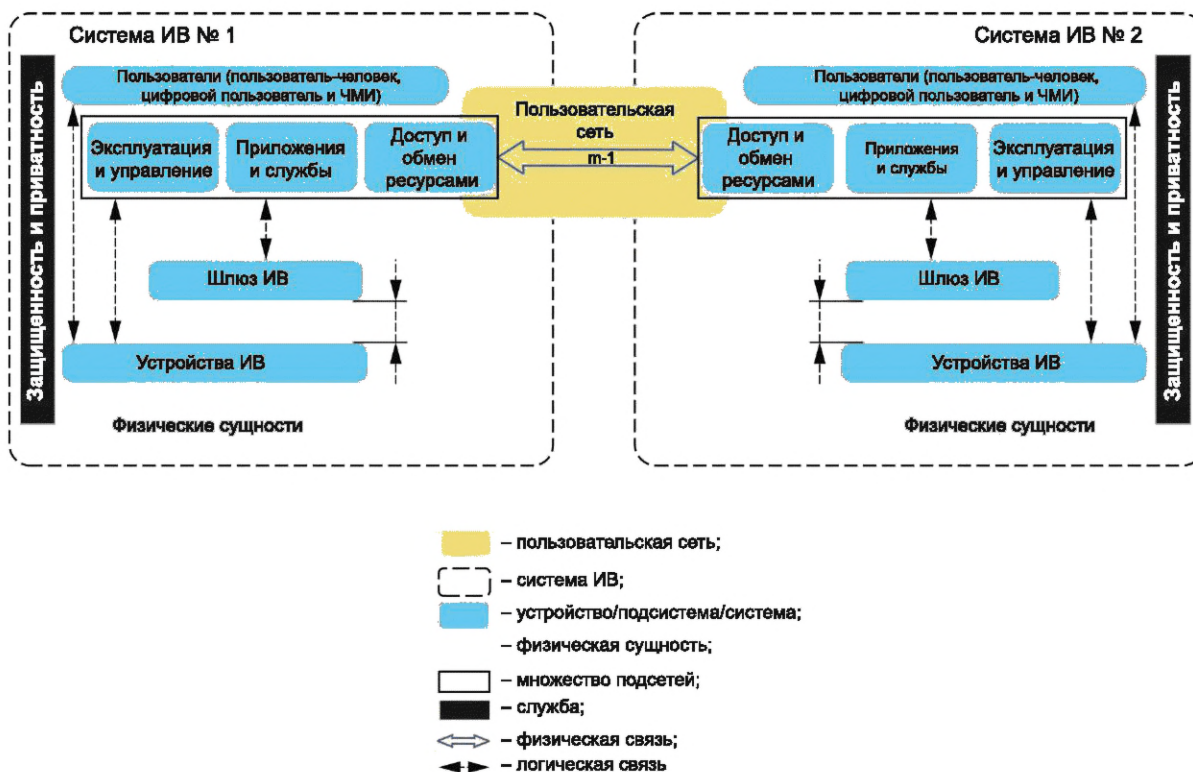 Система ИВ № 1
Защищенность и приватность
Пользователи (пользователь-человек,
цифровой пользователь и ЧМИ)
Эксплуатация
и управление
Приложения
и службы
Доступ и
обмен
ресурсами
Шлюз ИВ
Устройства ИВ
Физические сущности
Пользовательская
сеть
m-1
Система ИВ № 2
Пользователи (пользователь-человек,
цифровой пользователь и ЧМИ)
Доступ и
обмен
ресурсами
Приложения
и службы
Эксплуатация
и управление
Шлюз ИВ
Устройства ИВ
Физические сущности
Защищенность и приватность
– пользовательская сеть;
– система ИВ;
– устройство/подсистема/система;
– физическая сущность;
– множество подсетей;
– служба;
– физическая связь;
– логическая связь